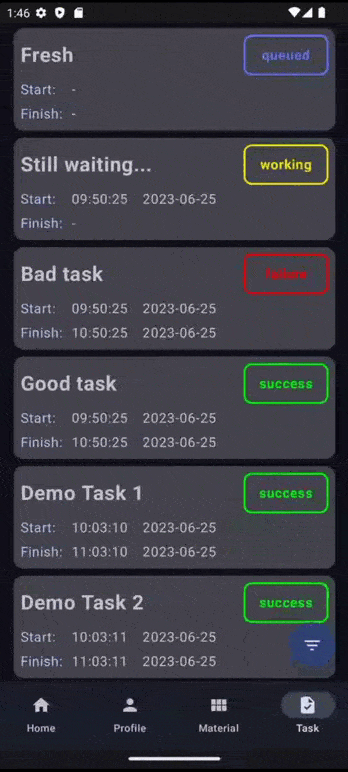 1:46
Fresh
queued
Start: -
Finish: -
Still waiting...
working
Start: 09:50:25 2023-06-25
Finish: -
Bad task
failure
Start: 09:50:25 2023-06-25
Finish: 10:50:25 2023-06-25
Good task
success
Start: 09:50:25 2023-06-25
Finish: 10:50:25 2023-06-25
Demo Task 1
success
Start: 10:03:10 2023-06-25
Finish: 11:03:10 2023-06-25
Demo Task 2
success
Start: 10:03:11 2023-06-25
Finish: 11:03:11 2023-06-25
Home Profile Material Task